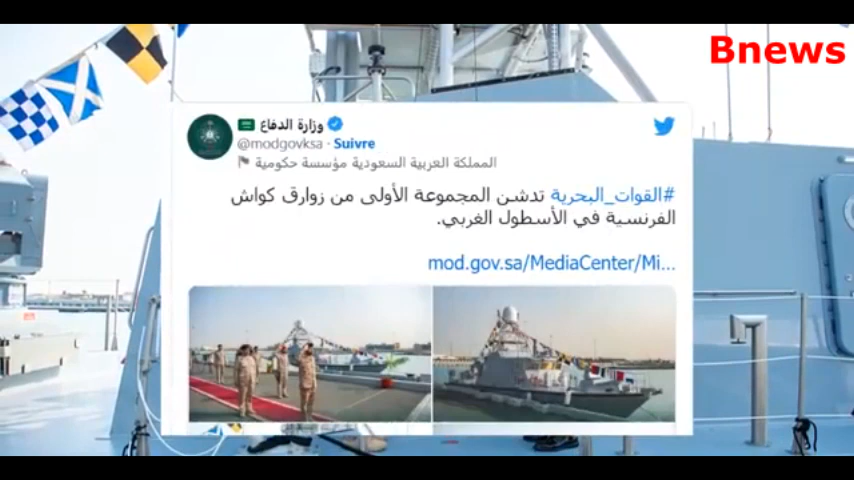 Bnews
وزارة الدفاع
@modgovksa · Suivre
المملكة العربية السعودية مؤسسة حكومية
#القوات_البحرية تدشن المجموعة الأولى من زوارق كواش
الفرنسية في الأسطول الغربي.
mod.gov.sa/MediaCenter/Mi...